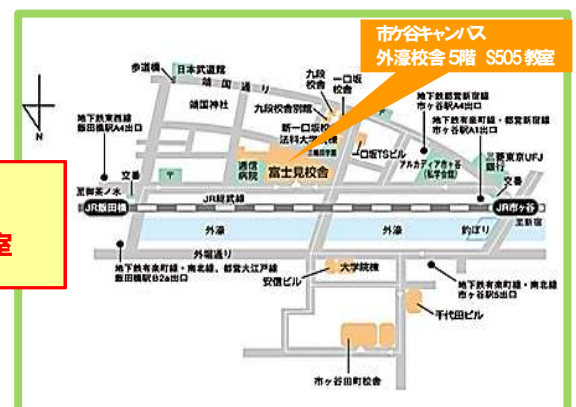 市ケ谷キャンパス
外濠校舎 5階 S505 教室
室
歩道橋
日本武道館
靖国通り
九段校舎
一口坂校舎
靖国神社
九段校舎別館
地下鉄都営新宿線
市ヶ谷駅A4出口
地下鉄東西線
飯田橋駅A4出口
新一口坂校
法科大学院棟
地下鉄有楽町線・都営新宿線
市ヶ谷駅A1出口
N
一口坂TSビル
アルカディア市ヶ谷
(私学会館)
三菱東京UFJ
銀行
交番
〒
逓信
病院
富士見校舎
交番
至御茶ノ水
JR総武線
JR飯田橋
JR市ヶ谷
至新宿
外濠
外濠
釣ぼり
外堀通り
地下鉄有楽町線・南北線、都営大江戸線
飯田橋駅B2a出口
安信ビル
大学院棟
地下鉄有楽町線・南北線
市ヶ谷駅5出口
千代田ビル
市ヶ谷田町校舎